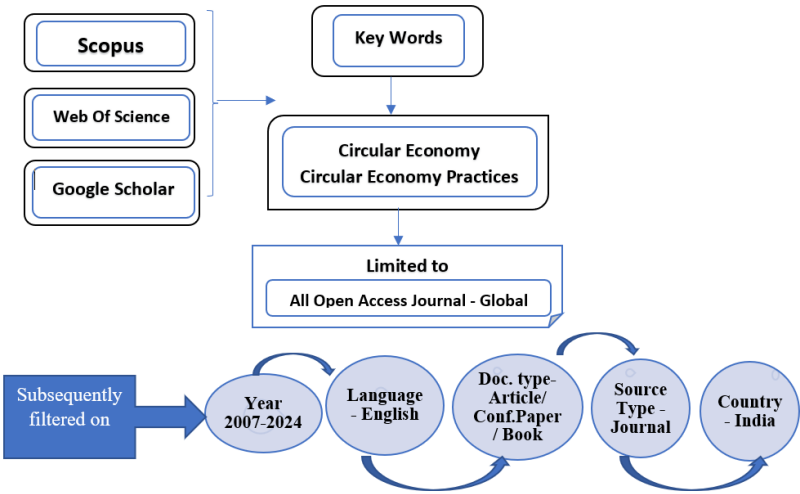 Scopus
Web Of Science
Google Scholar
Key Words
Circular Economy
Circular Economy Practices
Limited to
All Open Access Journal - Global
Subsequently
filtered on
Year
2007-2024
Language
- English
Doc. type-
Article/
Conf.Paper
/ Book
Source
Type -
Journal
Country
- India